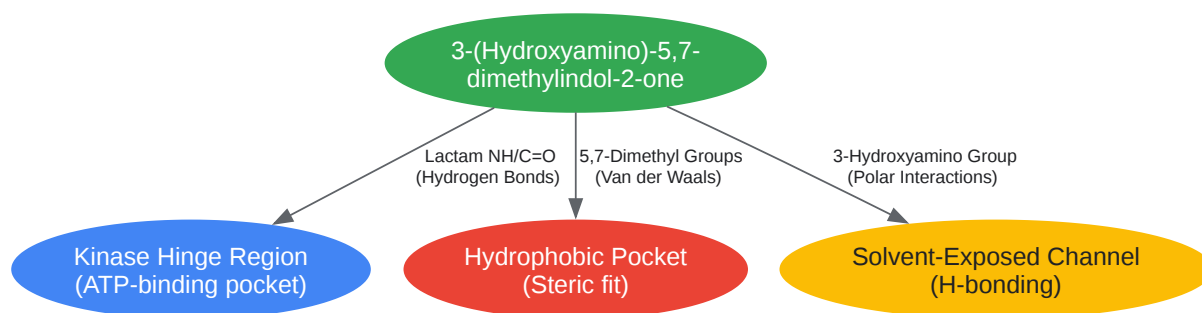 3-(Hydroxyamino)-5,7-
dimethylindol-2-one
Lactam NH/C=O
(Hydrogen Bonds)
5,7-Dimethyl Groups
(Van der Waals)
3-Hydroxyamino Group
(Polar Interactions)
Kinase Hinge Region
(ATP-binding pocket)
Hydrophobic Pocket
(Steric fit)
Solvent-Exposed Channel
(H-bonding)